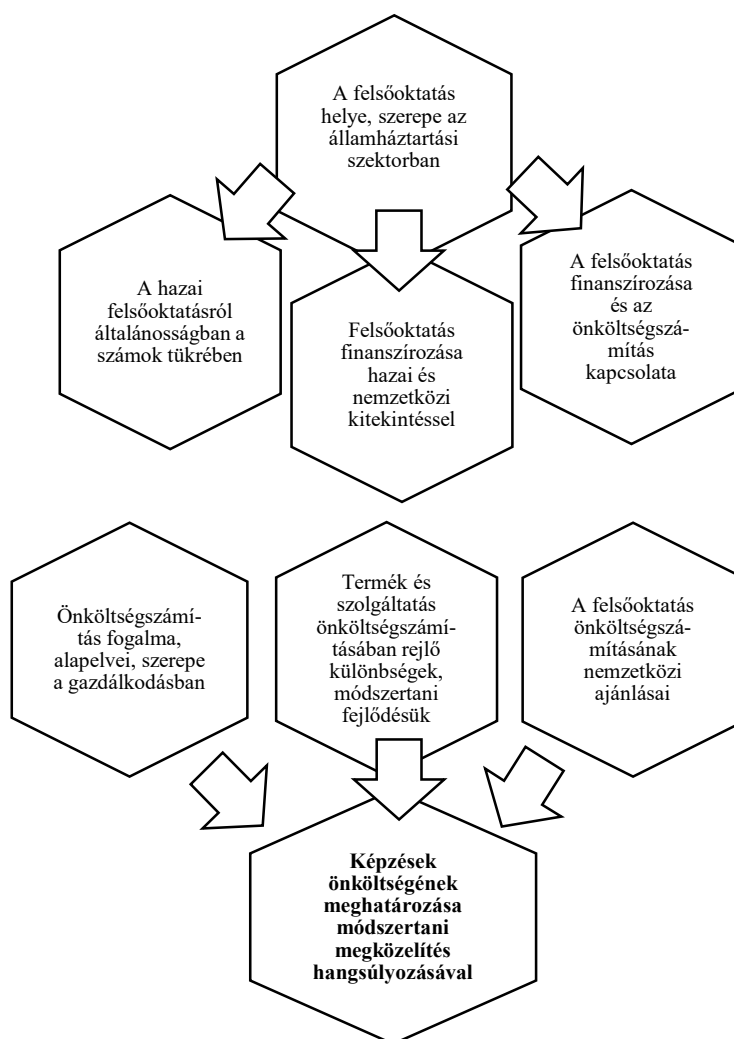 A felsőoktatás
helye, szerepe az
államháztartási
szektorban
A hazai
felsőoktatásról
általánosságban a
számok tükrében
Felsőoktatás
finanszírozása
hazai és
nemzetközi
kitekintéssel
A felsőoktatás
finanszírozása
és az
önköltségszá-
mítás
kapcsolata
Önköltségszámí-
tás fogalma,
alapelvei, szerepe
a gazdálkodásban
Termék és
szolgáltatás
önköltségszámí-
tásában rejlő
különbségek,
módszertani
fejlődésük
A felsőoktatás
önköltségszá-
mításának
nemzetközi
ajánlásai
Képzések
önköltségének
meghatározása
módszertani
megközelítés
hangsúlyozásával